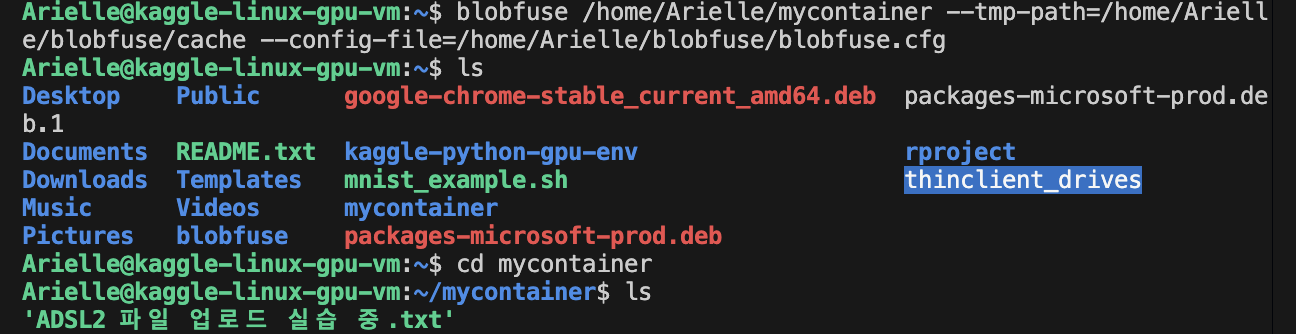 Arielle@kaggle-linux-gpu-vm:~$ blobfuse /home/Arielle/mycontainer --tmp-path=/home/Ariell
e/blobfuse/cache --config-file=/home/Arielle/blobfuse/blobfuse.cfg
Arielle@kaggle-linux-gpu-vm:~$ ls
Desktop Public google-chrome-stable_current_amd64.deb packages-microsoft-prod.de
b.1
Documents README.txt kaggle-python-gpu-env rproject
Downloads Templates mnist_example.sh thinclient_drives
Music Videos mycontainer
Pictures blobfuse packages-microsoft-prod.deb
Arielle@kaggle-linux-gpu-vm:~$ cd mycontainer
Arielle@kaggle-linux-gpu-vm:~/mycontainer$ ls
'ADSL2 파일 업로드 실습 중.txt'